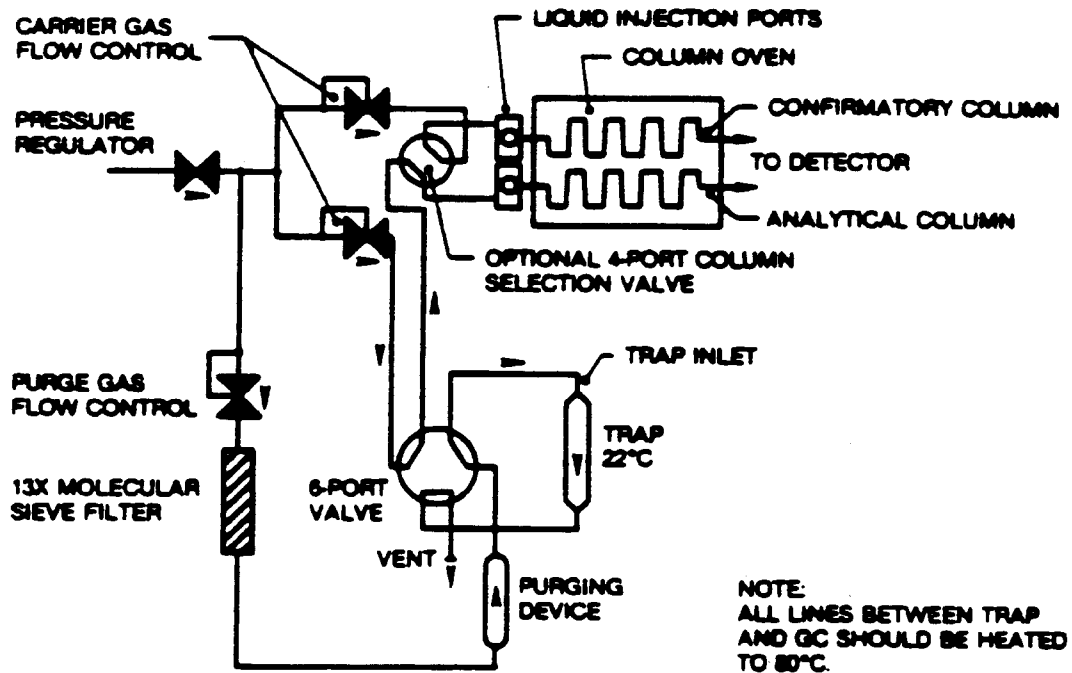 CARRIER GAS
FLOW CONTROL
LIQUID INJECTION PORTS
COLUMN OVEN
CONFIRMATORY COLUMN
PRESSURE
REGULATOR
TO DETECTOR
ANALYTICAL COLUMN
OPTIONAL 4-PORT COLUMN
SELECTION VALVE
TRAP INLET
PURGE GAS
FLOW CONTROL
TRAP
22°C
13X MOLECULAR
SIEVE FILTER
6-PORT
VALVE
VENT
PURGING
DEVICE
NOTE:
ALL LINES BETWEEN TRAP
AND GC SHOULD BE HEATED
TO 80°C.